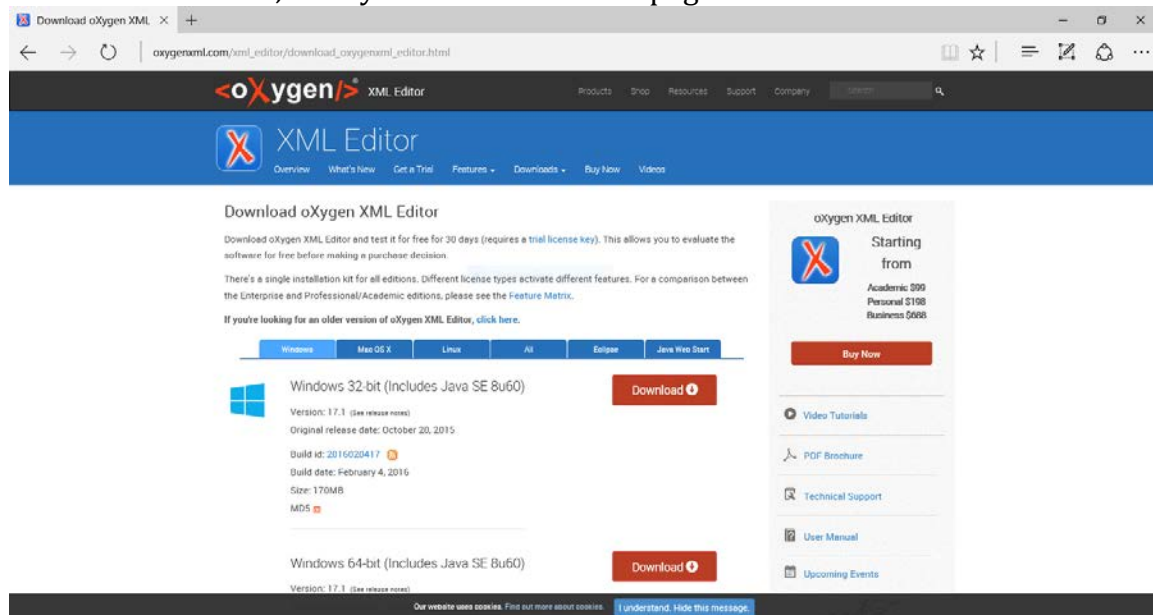 Download oXygen XML × +
oxygenxml.com/xml_editor/download_oxygenxml_editor.html
<oXygen/>® XML Editor Products Shop Resources Support Company Search
XML Editor
Overview What's New Get a Trial Features Downloads Buy Now Videos
Download oXygen XML Editor
Download oXygen XML Editor and test it for free for 30 days (requires a trial license key). This allows you to evaluate the
software for free before making a purchase decision.
There's a single installation kit for all editions. Different license types activate different features. For a comparison between
the Enterprise and Professional/Academic editions, please see the Feature Matrix.
If you're looking for an older version of oXygen XML Editor, click here.
Windows Mac OS X Linux All Eclipse Java Web Start
Windows 32-bit (Includes Java SE 8u60)
Download
Version: 17.1 (See release notes)
Original release date: October 20, 2015
Build id: 2016020417
Build date: February 4, 2016
Size: 170MB
MD5
Windows 64-bit (Includes Java SE 8u60)
Download
Version: 17.1 (See release notes)
oXygen XML Editor
Starting
from
Academic $99
Personal $198
Business $688
Buy Now
Video Tutorials
PDF Brochure
Technical Support
User Manual
Upcoming Events
Our website uses cookies. Find out more about cookies. I understand. Hide this message.